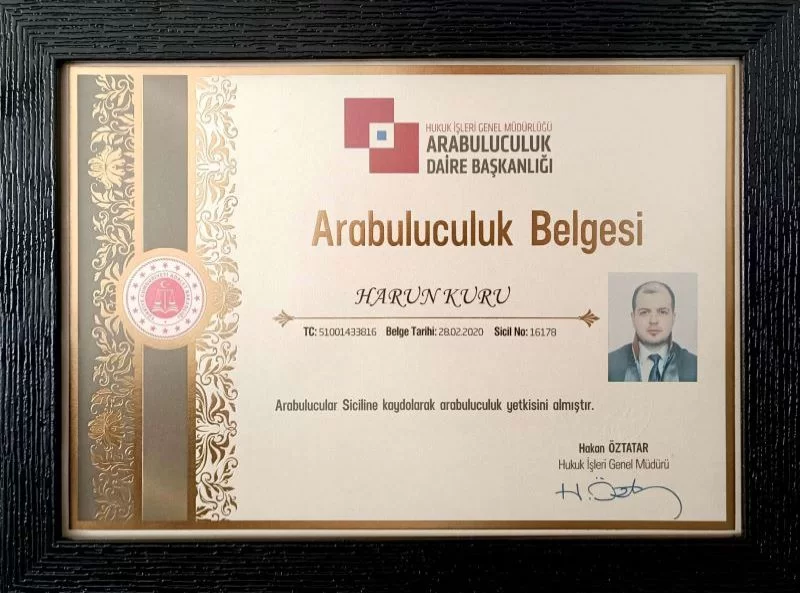 HUKUK İŞLERİ GENEL MÜDÜRLÜĞÜ
ARABULUCULUK
DAİRE BAŞKANLIĞI
Arabuluculuk Belgesi
HARUN KURU
TC: 51001433816 Belge Tarihi: 28.02.2020 Sicil No: 16178
Arabulucular Siciline kaydolarak arabuluculuk yetkisini almıştır.
Hakan ÖZTATAR
Hukuk İşleri Genel Müdürü